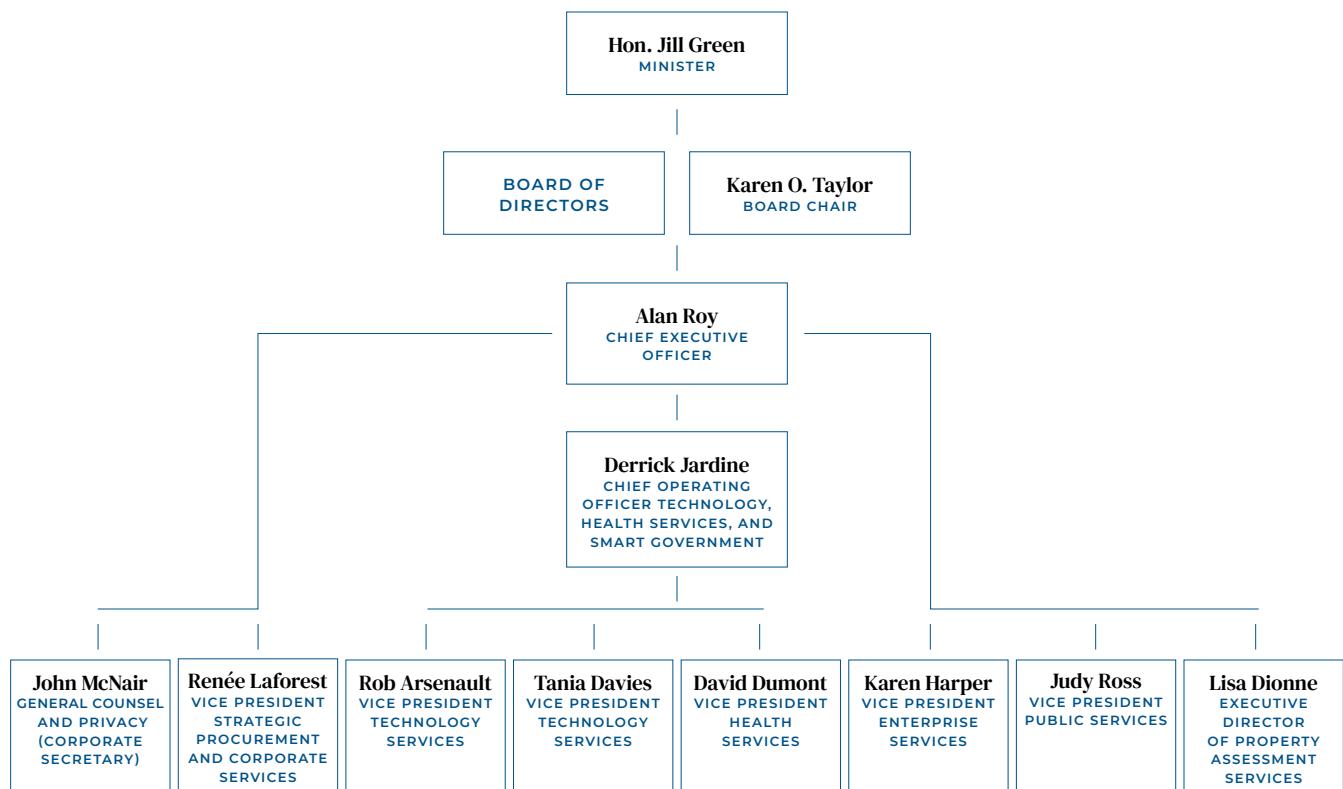 Hon. Jill Green
MINISTER
BOARD OF
DIRECTORS
Karen O. Taylor
BOARD CHAIR
Alan Roy
CHIEF EXECUTIVE
OFFICER
Derrick Jardine
CHIEF OPERATING
OFFICER TECHNOLOGY,
HEALTH SERVICES, AND
SMART GOVERNMENT
John McNair
GENERAL COUNSEL
AND PRIVACY
(CORPORATE
SECRETARY)
Renée Laforest
VICE PRESIDENT
STRATEGIC
PROCUREMENT
AND CORPORATE
SERVICES
Rob Arsenault
VICE PRESIDENT
TECHNOLOGY
SERVICES
Tania Davies
VICE PRESIDENT
TECHNOLOGY
SERVICES
David Dumont
VICE PRESIDENT
HEALTH
SERVICES
Karen Harper
VICE PRESIDENT
ENTERPRISE
SERVICES
Judy Ross
VICE PRESIDENT
PUBLIC SERVICES
Lisa Dionne
EXECUTIVE
DIRECTOR
OF PROPERTY
ASSESSMENT
SERVICES